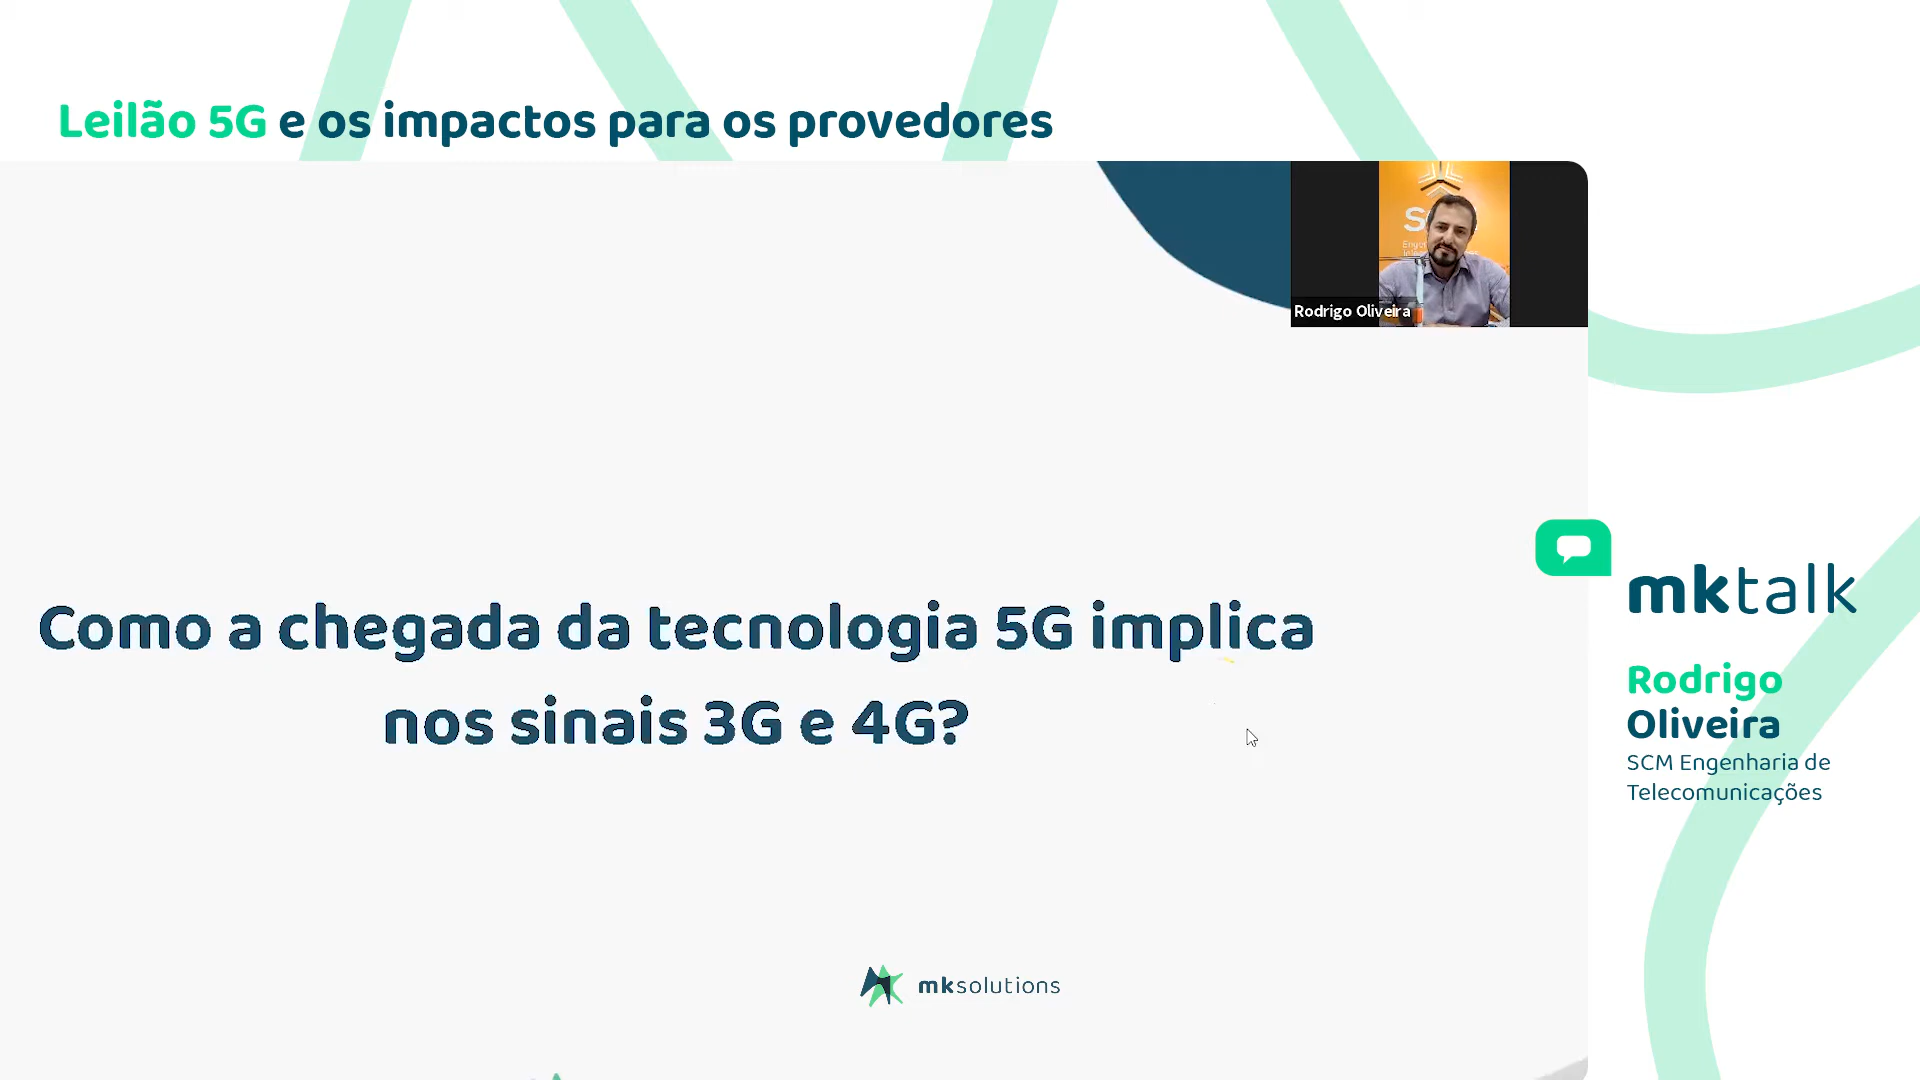 Leilão 5G e os impactos para os provedores
Rodrigo Oliveira
Como a chegada da tecnologia 5G implica
nos sinais 3G e 4G?
mktalk
Rodrigo
Oliveira
SCM Engenharia de
Telecomunicações
mksolutions